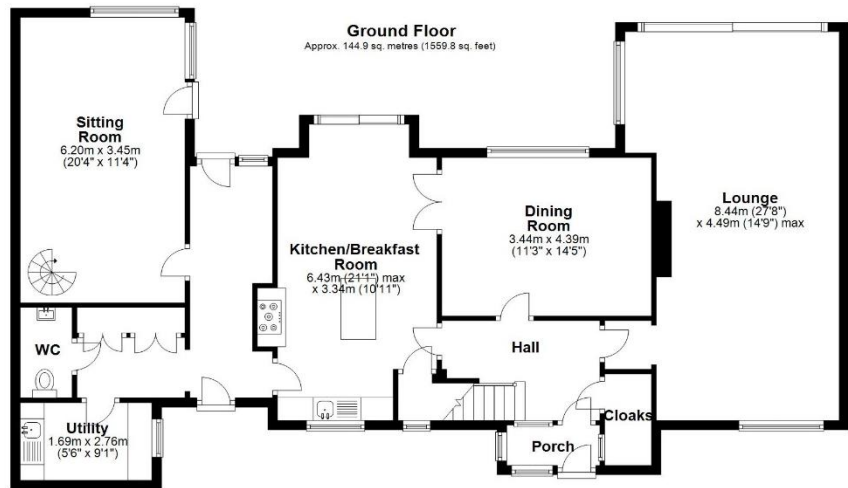 Ground Floor
Approx. 144.9 sq. metres (1559.8 sq. feet)
Sitting
Room
6.20m x 3.45m
(20'4" x 11'4")
Lounge
8.44m (27'8")
x 4.49m (14'9") max
Dining
Room
3.44m x 4.39m
(11'3" x 14'5")
Kitchen/Breakfast
Room
6.43m (21'1") max
x 3.34m (10'11")
WC
Hall
Utility
1.69m x 2.76m
(5'6" x 9'1")
Cloaks
Porch